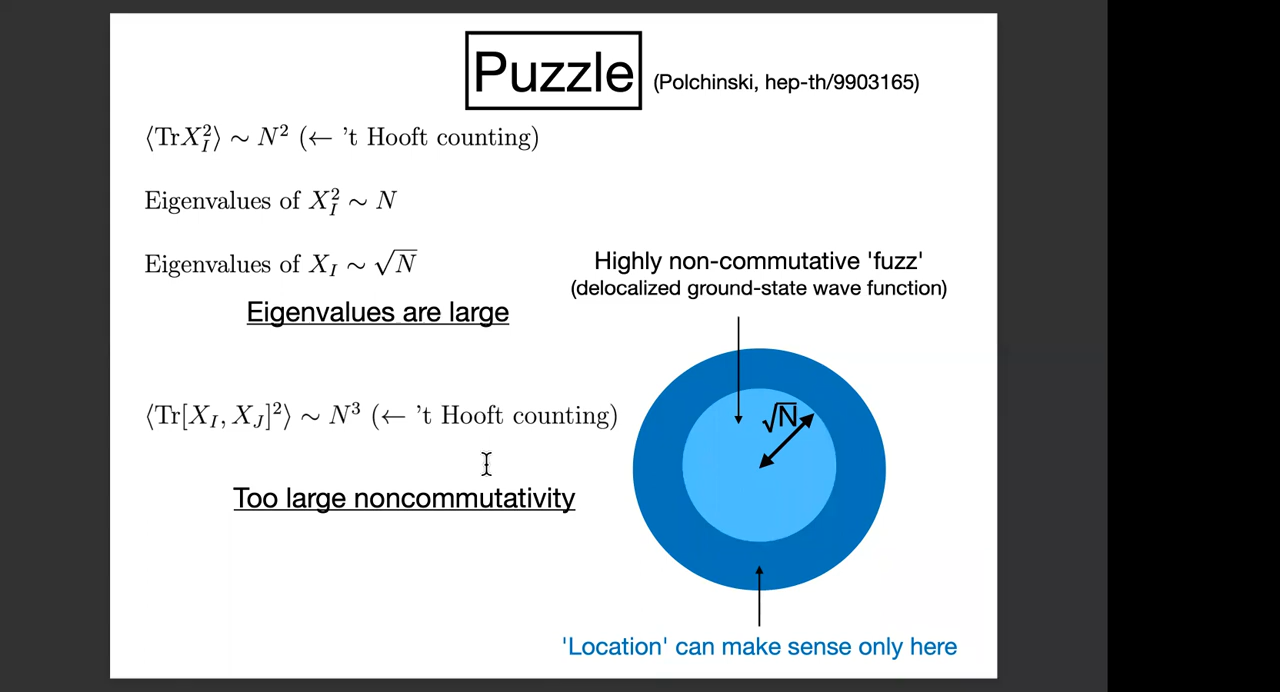 Puzzle (Polchinski, hep-th/9903165)
⟨TrX_I^2⟩ ∼ N^2 (← 't Hooft counting)
Eigenvalues of X_I^2 ∼ N
Eigenvalues of X_I ∼ √N
Eigenvalues are large
Highly non-commutative 'fuzz'
(delocalized ground-state wave function)
√N
⟨Tr[X_I, X_J]^2⟩ ∼ N^3 (← 't Hooft counting)
Too large noncommutativity
'Location' can make sense only here